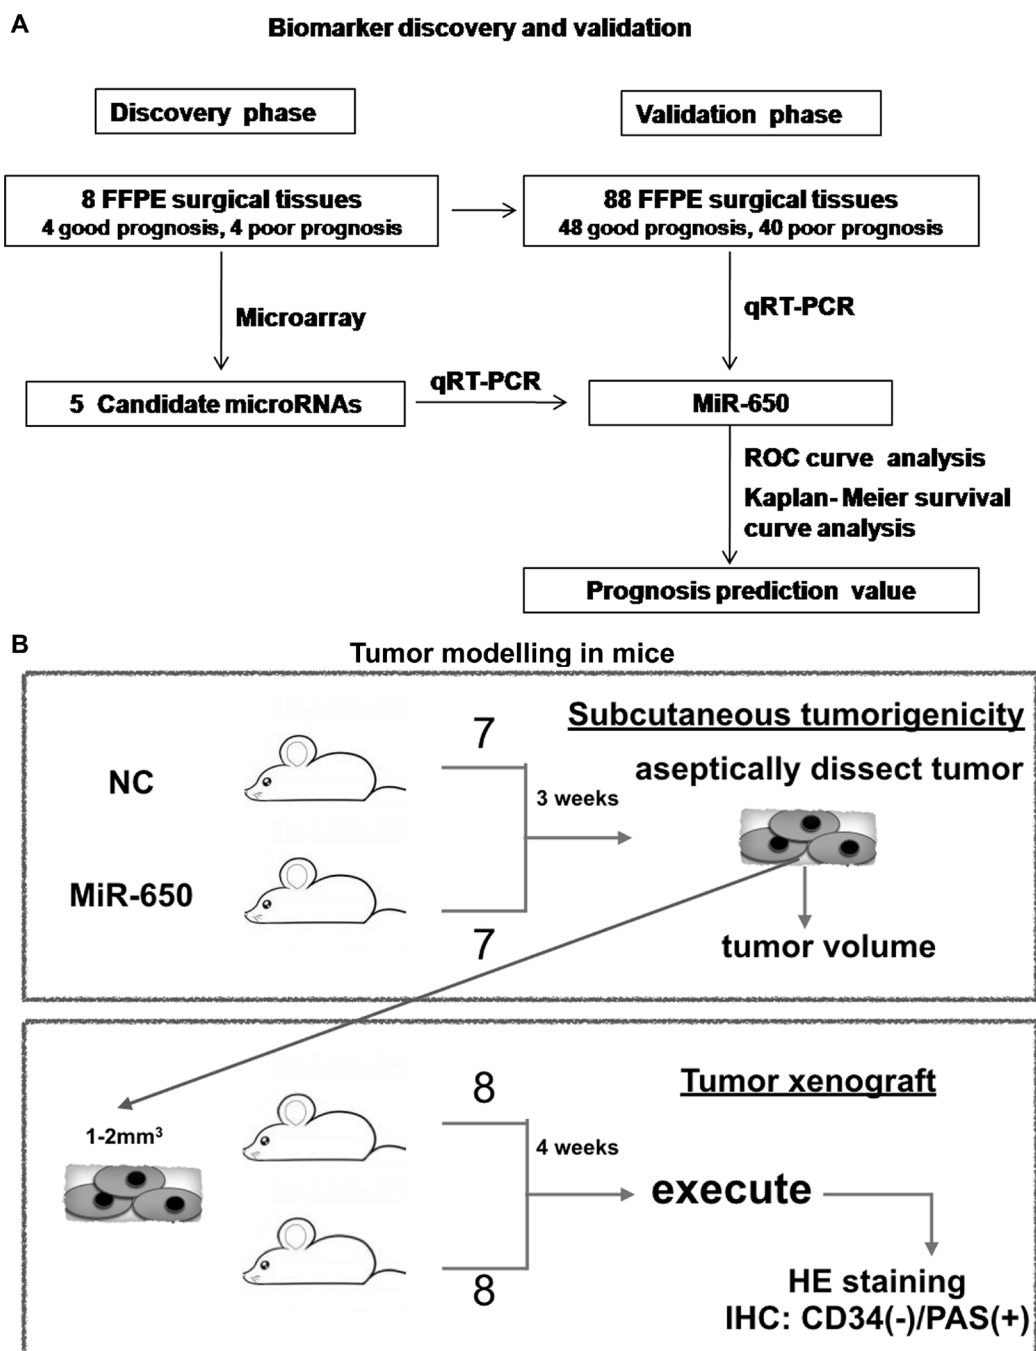 A
Biomarker discovery and validation
Discovery phase
Validation phase
8 FFPE surgical tissues
4 good prognosis, 4 poor prognosis
88 FFPE surgical tissues
48 good prognosis, 40 poor prognosis
Microarray
qRT-PCR
5 Candidate microRNAs
qRT-PCR
MiR-650
ROC curve analysis
Kaplan- Meier survival
curve analysis
Prognosis prediction value
B
Tumor modelling in mice
Subcutaneous tumorigenicity
NC
7
3 weeks
aseptically dissect tumor
MiR-650
7
tumor volume
Tumor xenograft
1-2mm³
8
4 weeks
execute
8
HE staining
IHC: CD34(-)/PAS(+)